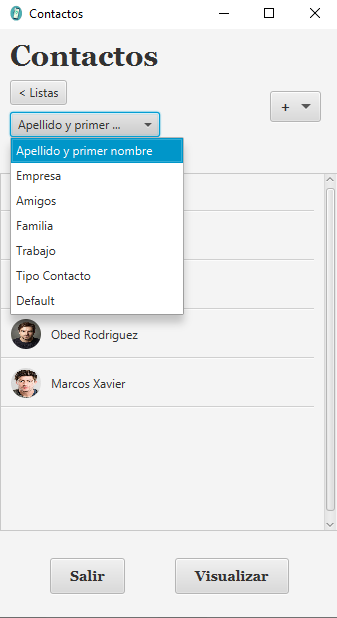 Contactos
Contactos
< Listas
+
Apellido y primer ...
Apellido y primer nombre
Empresa
Amigos
Familia
Trabajo
Tipo Contacto
Default
Obed Rodriguez
Marcos Xavier
Salir
Visualizar